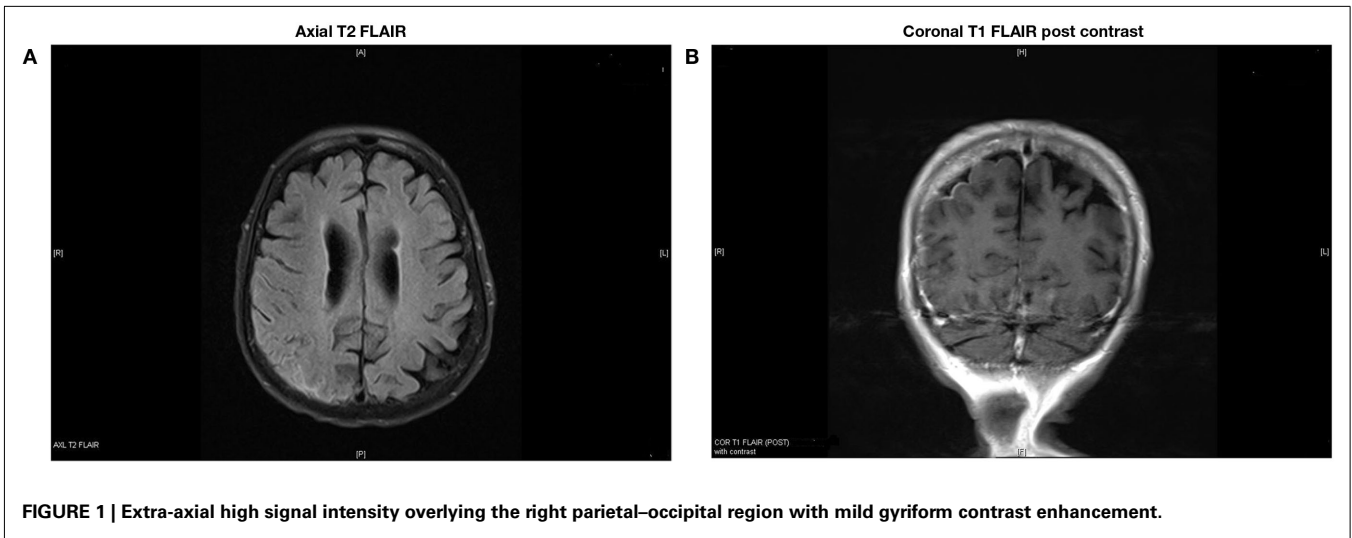 Axial T2 FLAIR
Coronal T1 FLAIR post contrast
A
B
[A]
[H]
[R]
[L]
[R]
[L]
AXL T2 FLAIR
[P]
COR T1 FLAIR (POST)
with contrast
[F]
FIGURE 1 | Extra-axial high signal intensity overlying the right parietal–occipital region with mild gyriform contrast enhancement.